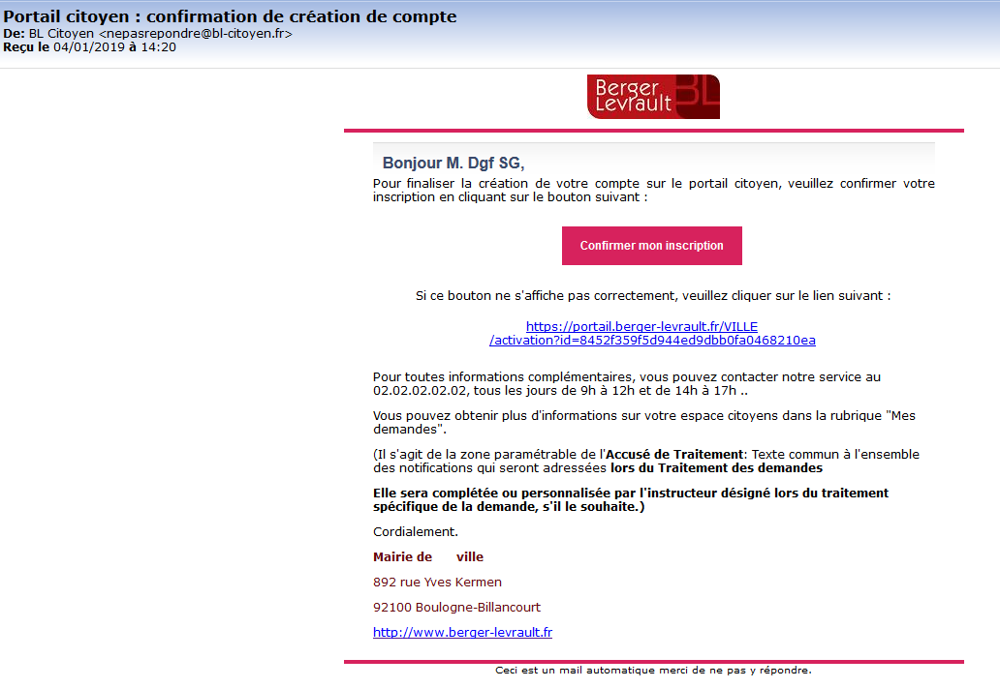 Portail citoyen : confirmation de création de compte
De: BL Citoyen <nepasrepondre@bl-citoyen.fr>
Reçu le 04/01/2019 à 14:20
Berger
Levrault
BL
Bonjour M. Dgf SG,
Pour finaliser la création de votre compte sur le portail citoyen, veuillez confirmer votre
inscription en cliquant sur le bouton suivant :
Confirmer mon inscription
Si ce bouton ne s'affiche pas correctement, veuillez cliquer sur le lien suivant :
https://portail.berger-levrault.fr/VILLE
/activation?id=8452f359f5d944ed9dbb0fa0468210ea
Pour toutes informations complémentaires, vous pouvez contacter notre service au
02.02.02.02.02, tous les jours de 9h à 12h et de 14h à 17h ..
Vous pouvez obtenir plus d'informations sur votre espace citoyens dans la rubrique "Mes
demandes".
(Il s'agit de la zone paramétrable de l'Accusé de Traitement: Texte commun à l'ensemble
des notifications qui seront adressées lors du Traitement des demandes
Elle sera complétée ou personnalisée par l'instructeur désigné lors du traitement
spécifique de la demande, s'il le souhaite.)
Cordialement.
Mairie de ville
892 rue Yves Kermen
92100 Boulogne-Billancourt
http://www.berger-levrault.fr
Ceci est un mail automatique merci de ne pas y répondre.